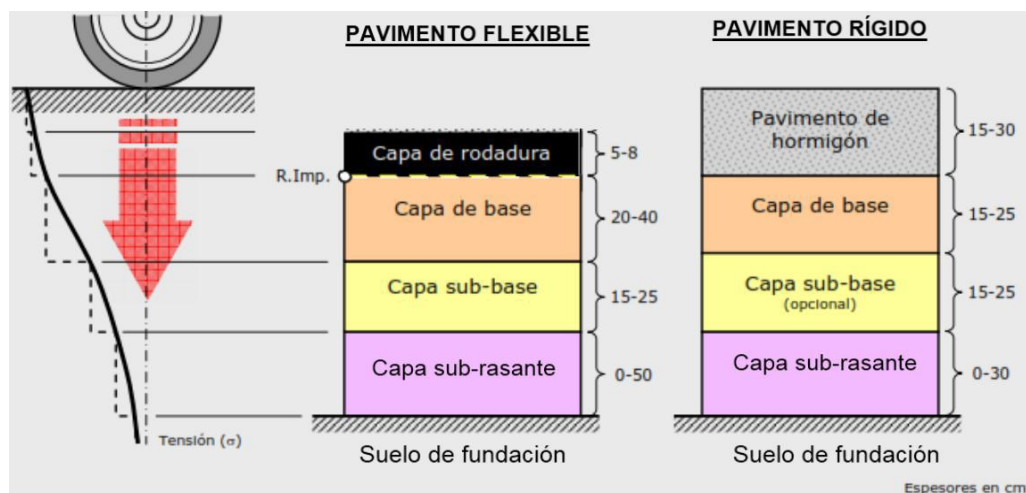 PAVIMENTO FLEXIBLE
PAVIMENTO RÍGIDO
R.Imp.
Tensión (σ)
Capa de rodadura
5-8
Capa de base
20-40
Capa sub-base
15-25
Capa sub-rasante
0-50
Suelo de fundación
Pavimento de
hormigón
15-30
Capa de base
15-25
Capa sub-base
(opcional)
15-25
Capa sub-rasante
0-30
Suelo de fundación
Espesores en cm